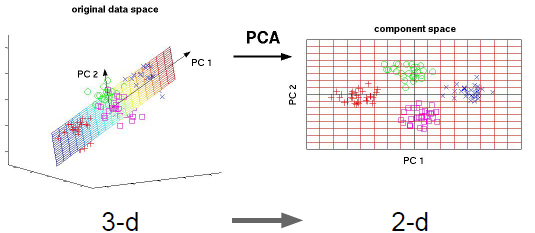 original data space
PCA
component space
PC 1
PC 2
PC 2
PC 1
3-d
2-d